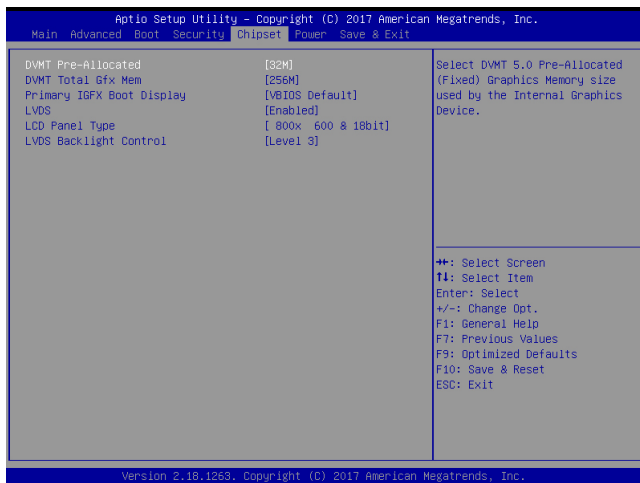 Aptio Setup Utility – Copyright (C) 2017 American Megatrends, Inc.
Main Advanced Boot Security Chipset Power Save & Exit
DVMT Pre-Allocated [32M]
DVMT Total Gfx Mem [256M]
Primary IGFX Boot Display [VBIOS Default]
LVDS [Enabled]
LCD Panel Type [ 800x 600 & 18bit]
LVDS Backlight Control [Level 3]
Select DVMT 5.0 Pre-Allocated
(Fixed) Graphics Memory size
used by the Internal Graphics
Device.
→←: Select Screen
↑↓: Select Item
Enter: Select
+/-: Change Opt.
F1: General Help
F7: Previous Values
F9: Optimized Defaults
F10: Save & Reset
ESC: Exit
Version 2.18.1263. Copyright (C) 2017 American Megatrends, Inc.